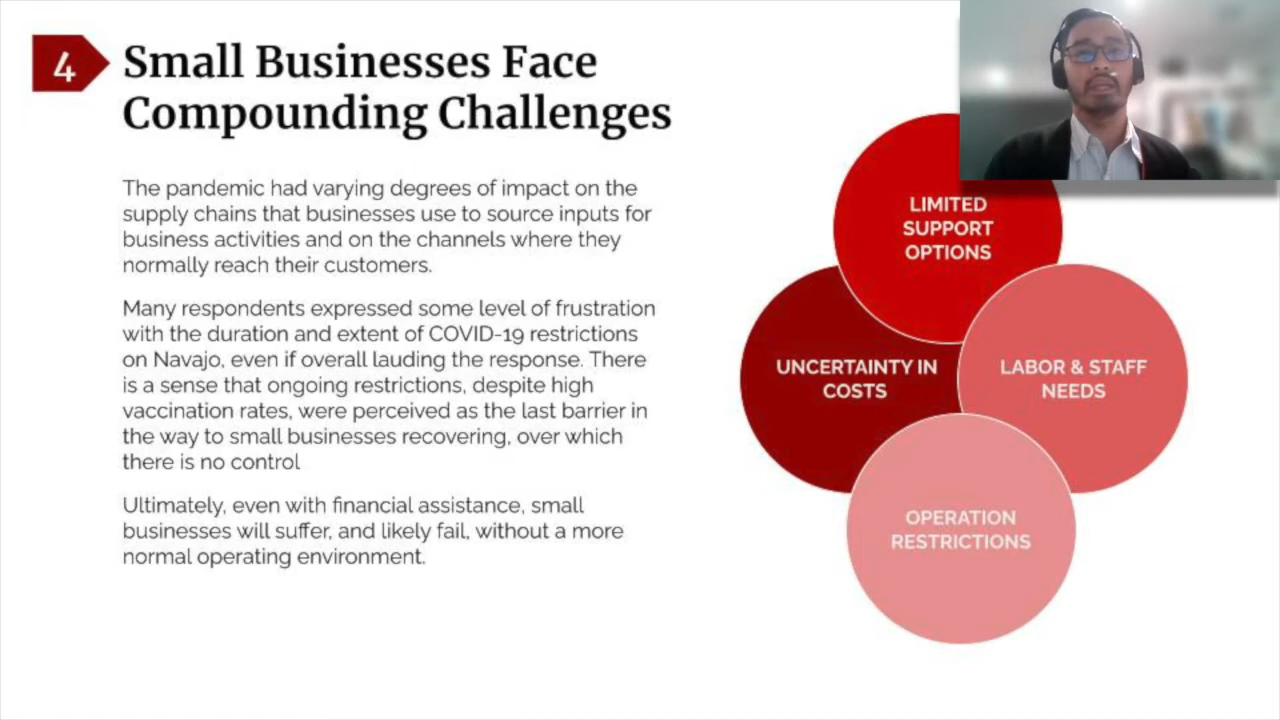 4
Small Businesses Face
Compounding Challenges
The pandemic had varying degrees of impact on the
supply chains that businesses use to source inputs for
business activities and on the channels where they
normally reach their customers.
Many respondents expressed some level of frustration
with the duration and extent of COVID-19 restrictions
on Navajo, even if overall lauding the response. There
is a sense that ongoing restrictions, despite high
vaccination rates, were perceived as the last barrier in
the way to small businesses recovering, over which
there is no control
Ultimately, even with financial assistance, small
businesses will suffer, and likely fail, without a more
normal operating environment.
LIMITED
SUPPORT
OPTIONS
UNCERTAINTY IN
COSTS
LABOR & STAFF
NEEDS
OPERATION
RESTRICTIONS